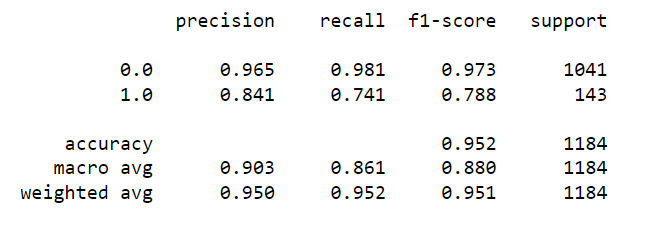 precision recall f1-score support
0.0 0.965 0.981 0.973 1041
1.0 0.841 0.741 0.788 143
accuracy 0.952 1184
macro avg 0.903 0.861 0.880 1184
weighted avg 0.950 0.952 0.951 1184